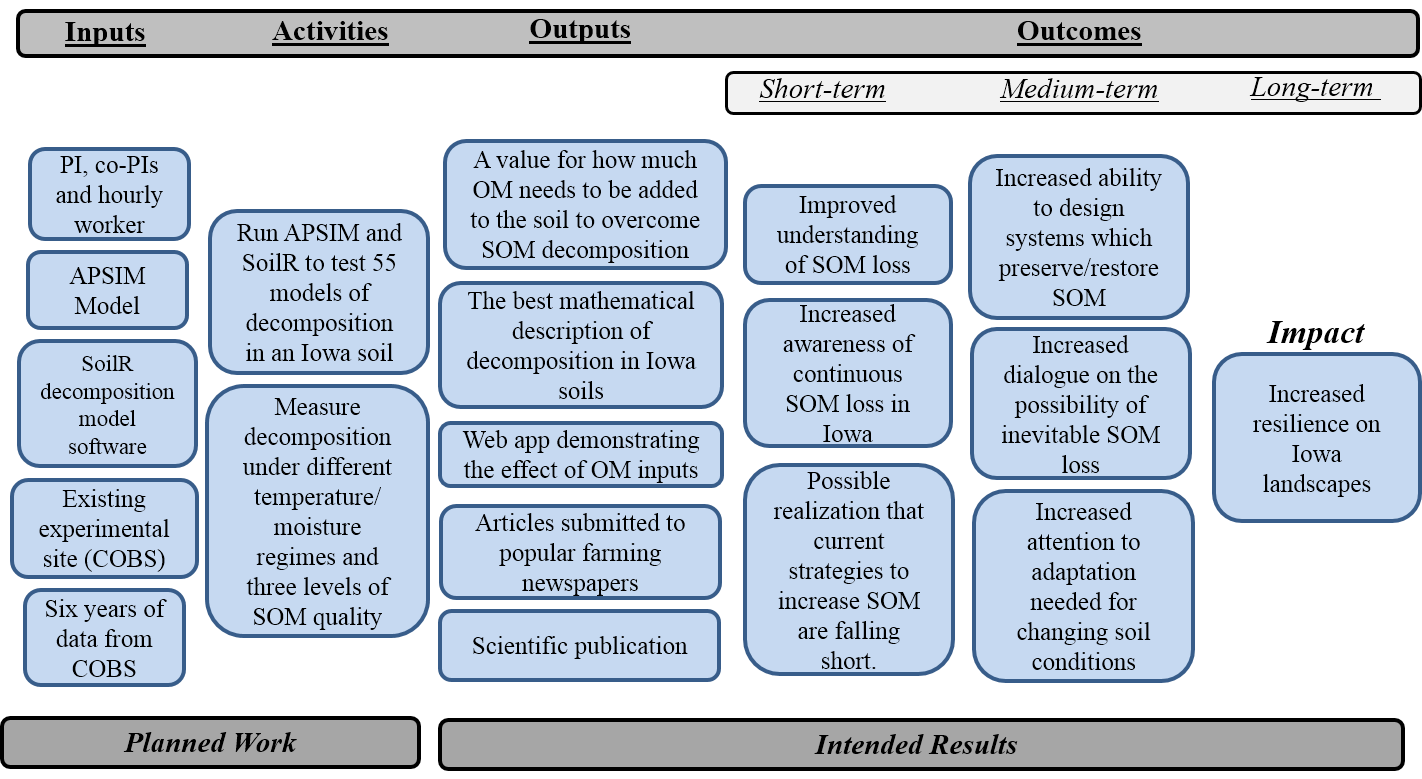 Inputs
Activities
Outputs
Outcomes
Short-term
Medium-term
Long-term
PI, co-PIs
and hourly
worker
APSIM
Model
SoilR
decomposition
model
software
Existing
experimental
site (COBS)
Six years of
data from
COBS
Run APSIM and
SoilR to test 55
models of
decomposition
in an Iowa soil
Measure
decomposition
under different
temperature/
moisture
regimes and
three levels of
SOM quality
A value for how much
OM needs to be added
to the soil to overcome
SOM decomposition
The best mathematical
description of
decomposition in Iowa
soils
Web app demonstrating
the effect of OM inputs
Articles submitted to
popular farming
newspapers
Scientific publication
Improved
understanding
of SOM loss
Increased
awareness of
continuous
SOM loss in
Iowa
Possible
realization that
current
strategies to
increase SOM
are falling
short.
Increased ability
to design
systems which
preserve/restore
SOM
Increased
dialogue on the
possibility of
inevitable SOM
loss
Increased
attention to
adaptation
needed for
changing soil
conditions
Impact
Increased
resilience on
Iowa
landscapes
Planned Work
Intended Results